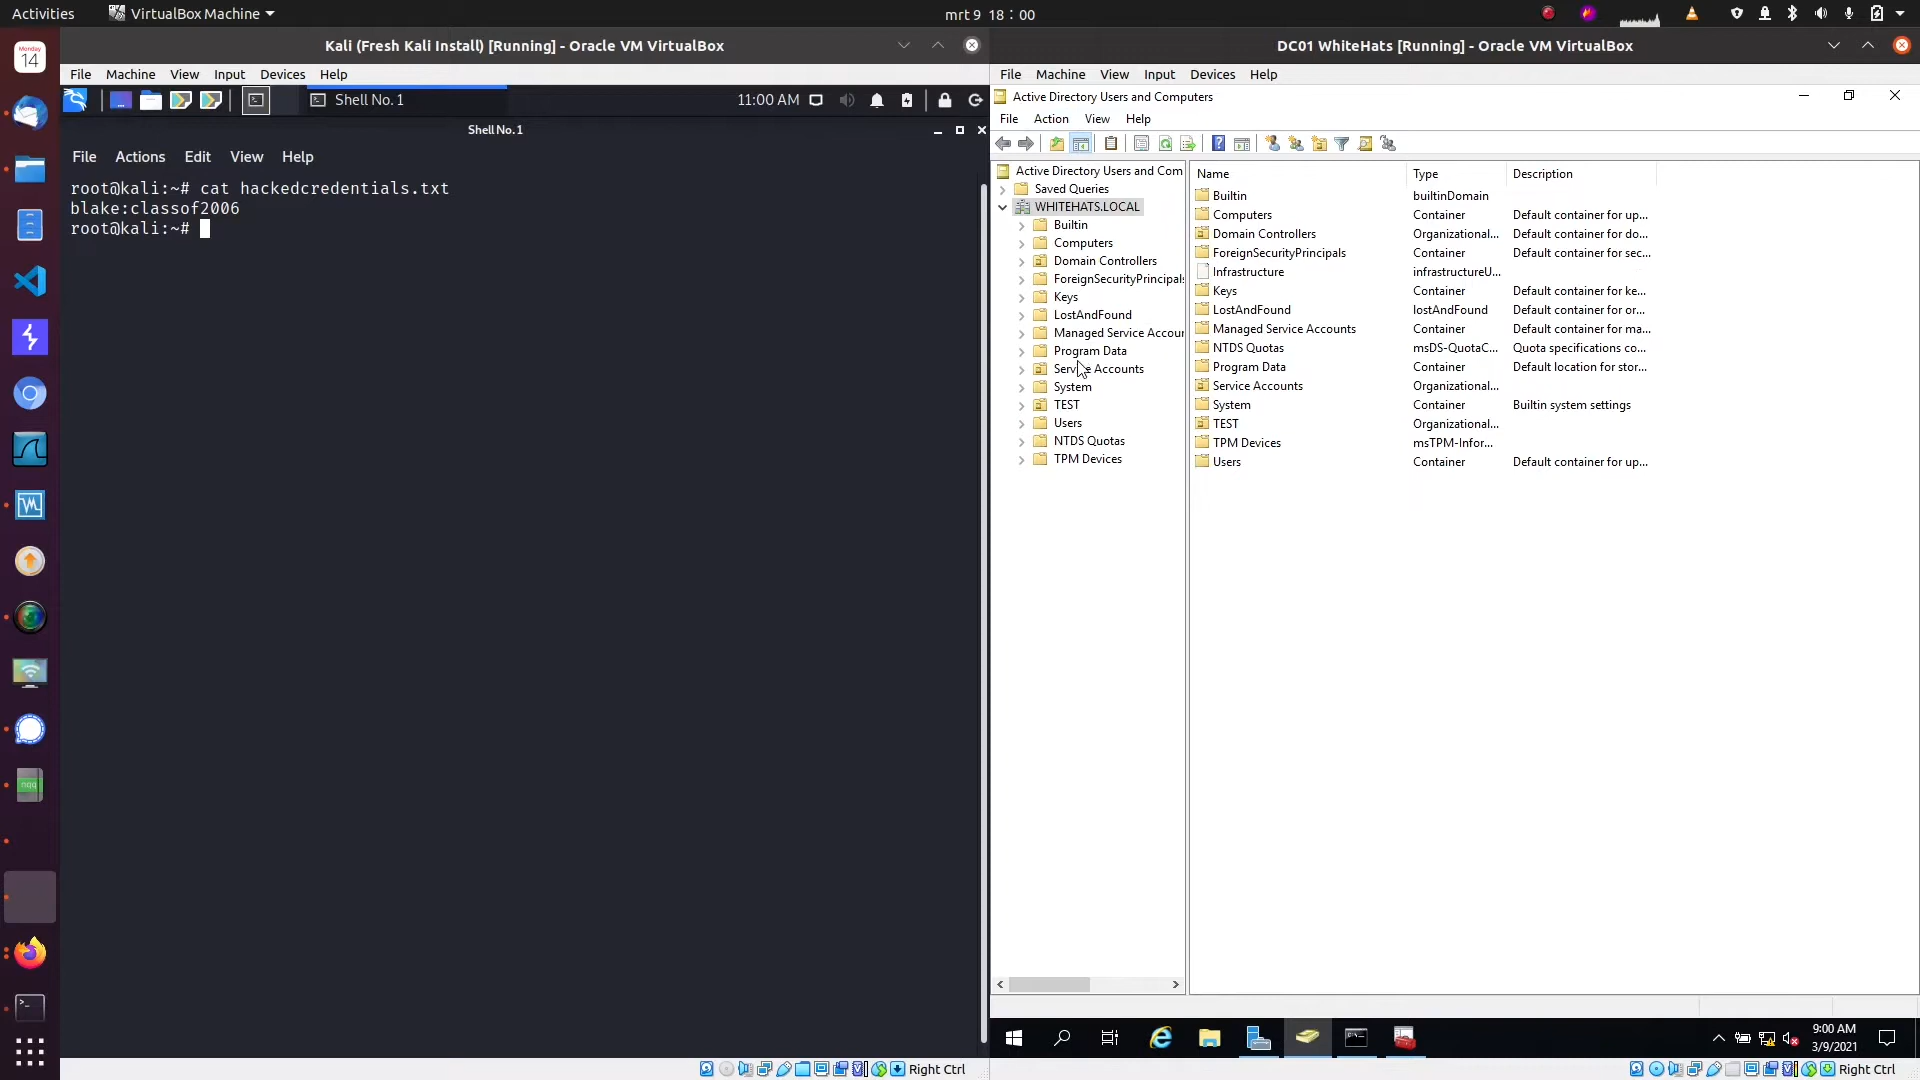 Activities
VirtualBox Machine
mrt 9 18:00
Monday
14
Kali (Fresh Kali Install) [Running] - Oracle VM VirtualBox
File Machine View Input Devices Help
Shell No. 1
11:00 AM
Shell No. 1
File Actions Edit View Help
root@kali:~# cat hackedcredentials.txt
blake:classof2006
root@kali:~#
Right Ctrl
DC01 WhiteHats [Running] - Oracle VM VirtualBox
File Machine View Input Devices Help
Active Directory Users and Computers
File Action View Help
Active Directory Users and Com
Saved Queries
WHITEHATS.LOCAL
Builtin
Computers
Domain Controllers
ForeignSecurityPrincipals
Keys
LostAndFound
Managed Service Accour
Program Data
Service Accounts
System
TEST
Users
NTDS Quotas
TPM Devices
Name Type Description
Builtin builtinDomain
Computers Container Default container for up...
Domain Controllers Organizational... Default container for do...
ForeignSecurityPrincipals Container Default container for sec...
Infrastructure infrastructureU...
Keys Container Default container for ke...
LostAndFound lostAndFound Default container for or...
Managed Service Accounts Container Default container for ma...
NTDS Quotas msDS-QuotaC... Quota specifications co...
Program Data Container Default location for stor...
Service Accounts Organizational...
System Container Builtin system settings
TEST Organizational...
TPM Devices msTPM-Infor...
Users Container Default container for up...
9:00 AM
3/9/2021
Right Ctrl